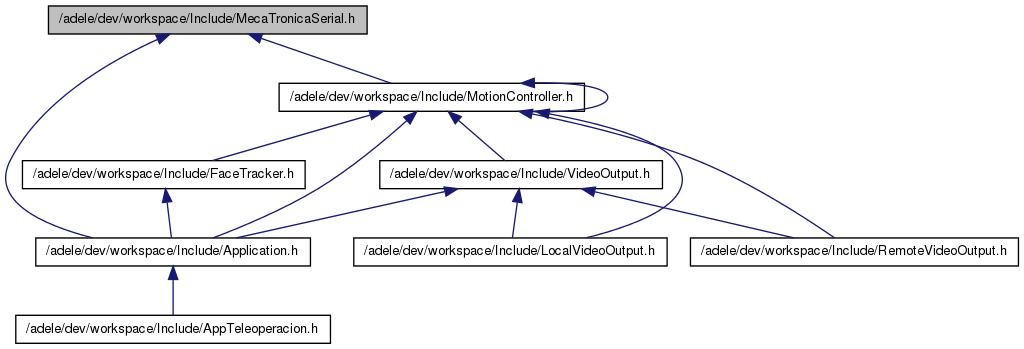 /adele/dev/workspace/Include/MecaTronicaSerial.h
/adele/dev/workspace/Include/MotionController.h
/adele/dev/workspace/Include/FaceTracker.h
/adele/dev/workspace/Include/VideoOutput.h
/adele/dev/workspace/Include/Application.h
/adele/dev/workspace/Include/LocalVideoOutput.h
/adele/dev/workspace/Include/RemoteVideoOutput.h
/adele/dev/workspace/Include/AppTeleoperacion.h